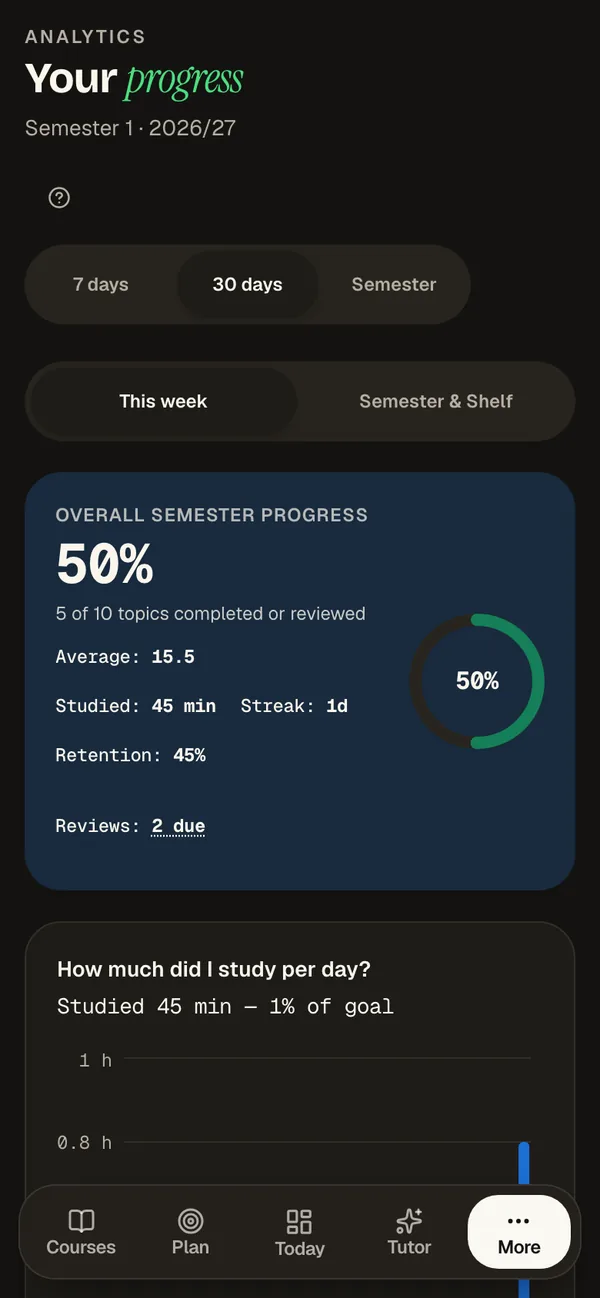 ANALYTICS
Your progress
Semester 1 · 2026/27
7 days 30 days Semester
This week Semester & Shelf
OVERALL SEMESTER PROGRESS
50%
5 of 10 topics completed or reviewed
Average: 15.5
50%
Studied: 45 min Streak: 1d
Retention: 45%
Reviews: 2 due
How much did I study per day?
Studied 45 min — 1% of goal
1 h
0.8 h
Courses Plan Today Tutor More